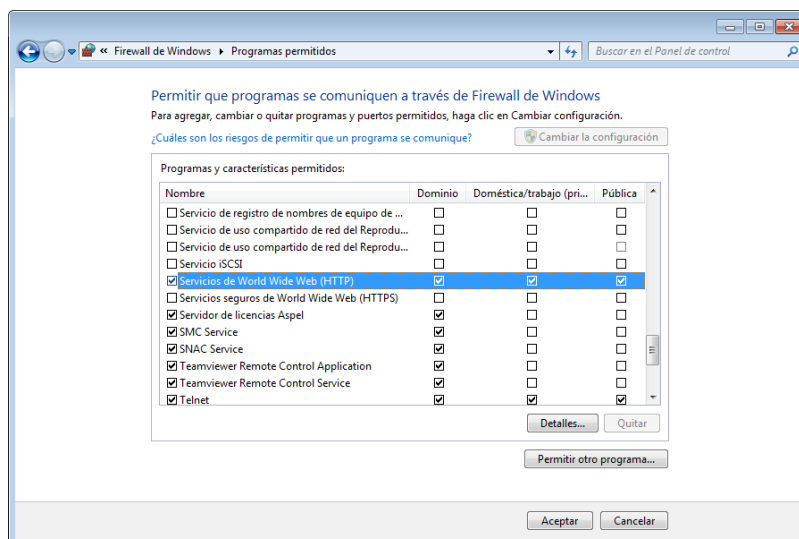 « Firewall de Windows ▸ Programas permitidos
Buscar en el Panel de control
Permitir que programas se comuniquen a través de Firewall de Windows
Para agregar, cambiar o quitar programas y puertos permitidos, haga clic en Cambiar configuración.
¿Cuáles son los riesgos de permitir que un programa se comunique?
Cambiar la configuración
Programas y características permitidos:
Nombre Dominio Doméstica/trabajo (pri... Pública
Servicio de registro de nombres de equipo de ...
Servicio de uso compartido de red del Reprodu...
Servicio de uso compartido de red del Reprodu...
Servicio iSCSI
Servicios de World Wide Web (HTTP)
Servicios seguros de World Wide Web (HTTPS)
Servidor de licencias Aspel
SMC Service
SNAC Service
Teamviewer Remote Control Application
Teamviewer Remote Control Service
Telnet
Detalles... Quitar
Permitir otro programa...
Aceptar Cancelar